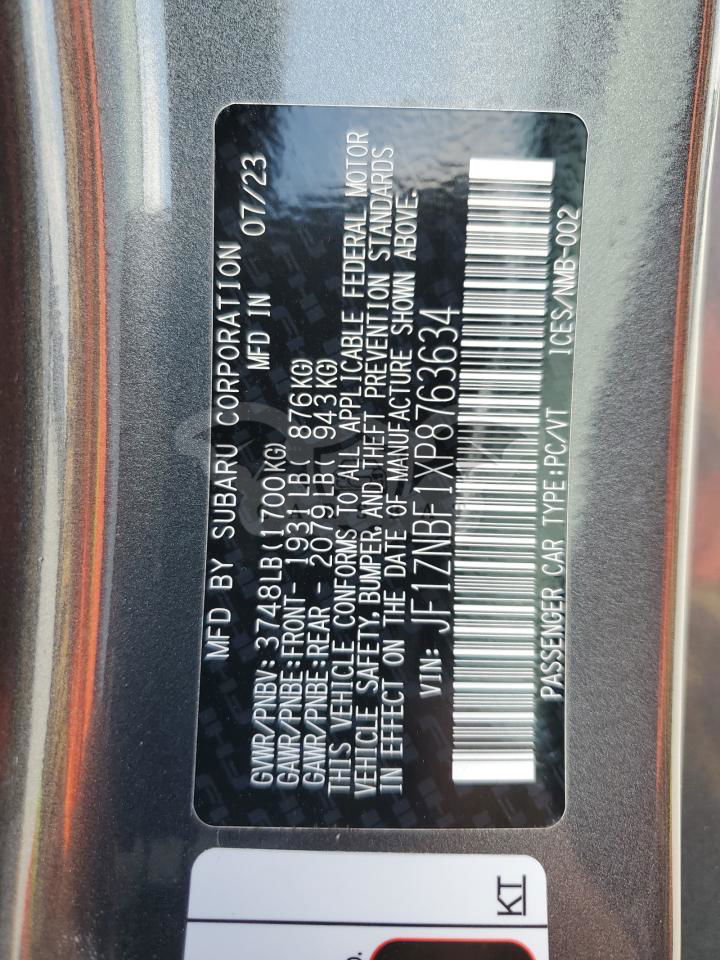 MFD BY SUBARU CORPORATION
MFD IN 07/23
GVWR/PNBV: 3748LB(1700KG)
GAWR/PNBE:FRONT- 1931LB( 876KG)
GAWR/PNBE:REAR - 2079LB( 943KG)
THIS VEHICLE CONFORMS TO ALL APPLICABLE FEDERAL MOTOR
VEHICLE SAFETY,BUMPER,AND THEFT PREVENTION STANDARDS
IN EFFECT ON THE DATE OF MANUFACTURE SHOWN ABOVE.
VIN: JF1ZNBF1XP8763634
PASSENGER CAR TYPE:PC/VT ICES/NMB-002
KT